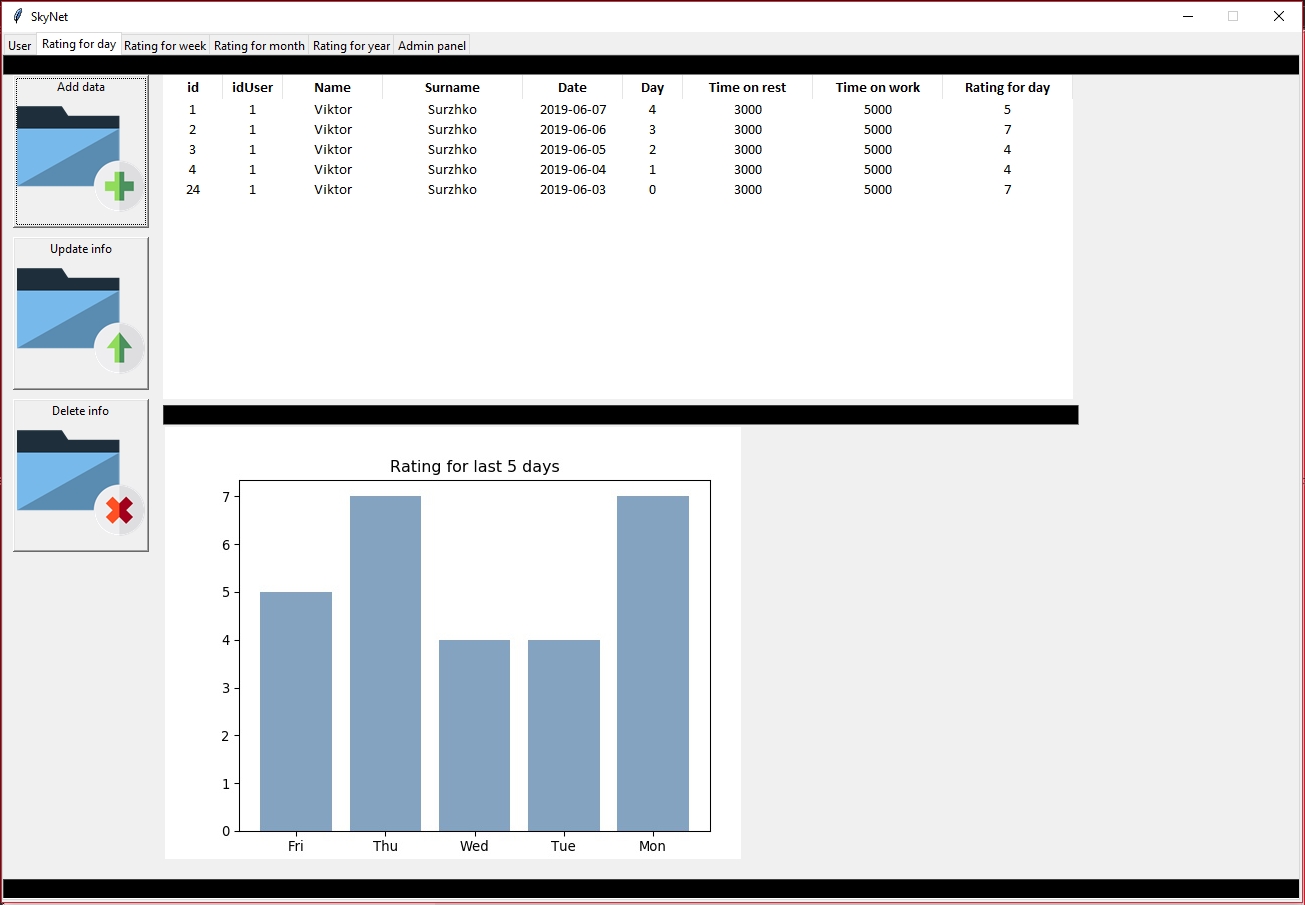 SkyNet
User Rating for day Rating for week Rating for month Rating for year Admin panel
Add data
Update info
Delete info
id idUser Name Surname Date Day Time on rest Time on work Rating for day
1 1 Viktor Surzhko 2019-06-07 4 3000 5000 5
2 1 Viktor Surzhko 2019-06-06 3 3000 5000 7
3 1 Viktor Surzhko 2019-06-05 2 3000 5000 4
4 1 Viktor Surzhko 2019-06-04 1 3000 5000 4
24 1 Viktor Surzhko 2019-06-03 0 3000 5000 7
Rating for last 5 days
7
6
5
4
3
2
1
0
Fri Thu Wed Tue Mon